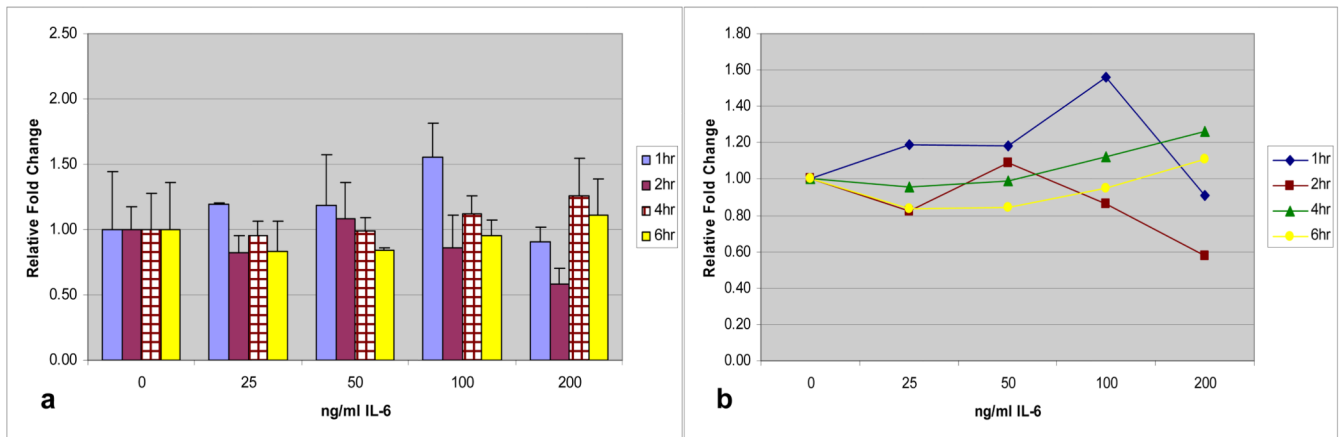 2.50
2.00
1.50
1.00
0.50
0.00
Relative Fold Change
0 25 50 100 200
ng/ml IL-6
1hr
2hr
4hr
6hr
a
1.80
1.60
1.40
1.20
1.00
0.80
0.60
0.40
0.20
0.00
Relative Fold Change
0 25 50 100 200
ng/ml IL-6
1hr
2hr
4hr
6hr
b